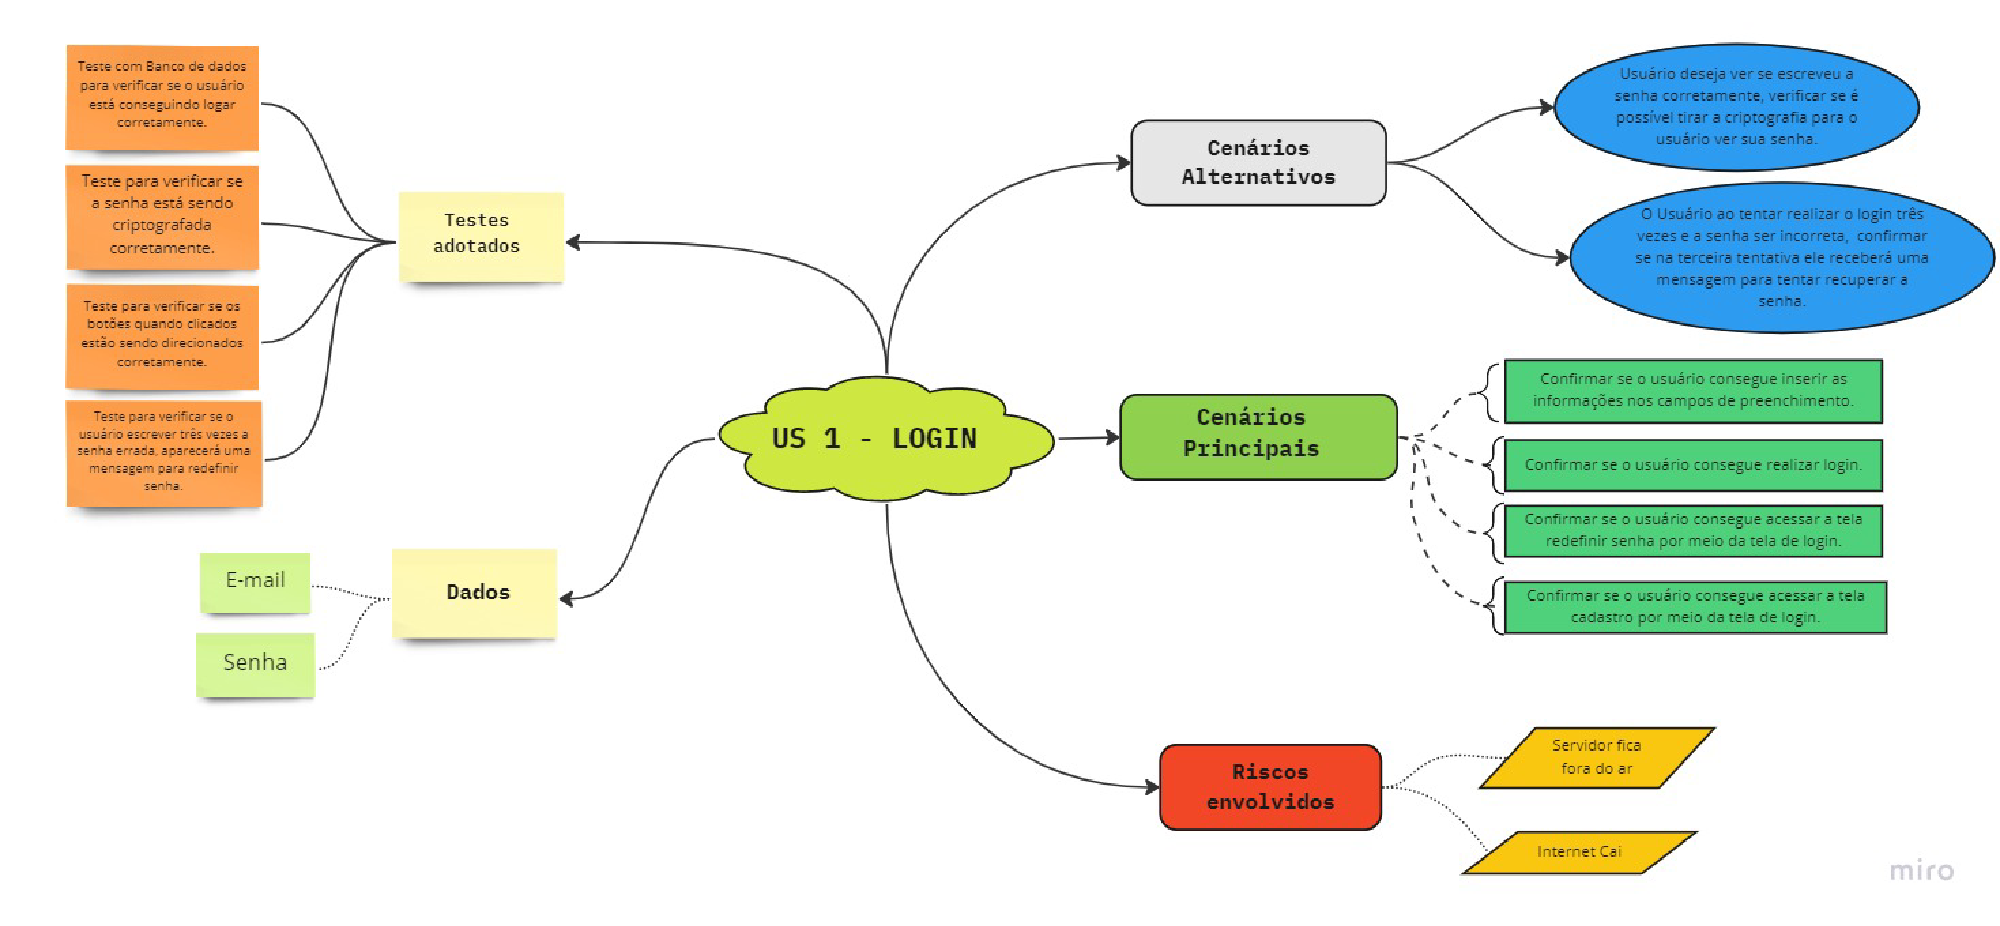 Teste com Banco de dados
para verificar se o usuário
está conseguindo logar
corretamente.
Teste para verificar se
a senha está sendo
criptografada
corretamente.
Teste para verificar se os
botões quando clicados
estão sendo direcionados
corretamente.
Teste para verificar se o
usuário escrever três vezes a
senha errada, aparecerá uma
mensagem para redefinir
senha.
Testes
adotados
E-mail
Senha
Dados
US 1 - LOGIN
Cenários
Alternativos
Usuário deseja ver se escreveu a
senha corretamente, verificar se é
possível tirar a criptografia para o
usuário ver sua senha.
O Usuário ao tentar realizar o login três
vezes e a senha ser incorreta, confirmar
se na terceira tentativa ele receberá uma
mensagem para tentar recuperar a
senha.
Cenários
Principais
Confirmar se o usuário consegue inserir as
informações nos campos de preenchimento.
Confirmar se o usuário consegue realizar login.
Confirmar se o usuário consegue acessar a tela
redefinir senha por meio da tela de login.
Confirmar se o usuário consegue acessar a tela
cadastro por meio da tela de login.
Riscos
envolvidos
Servidor fica
fora do ar
Internet Cai
miro